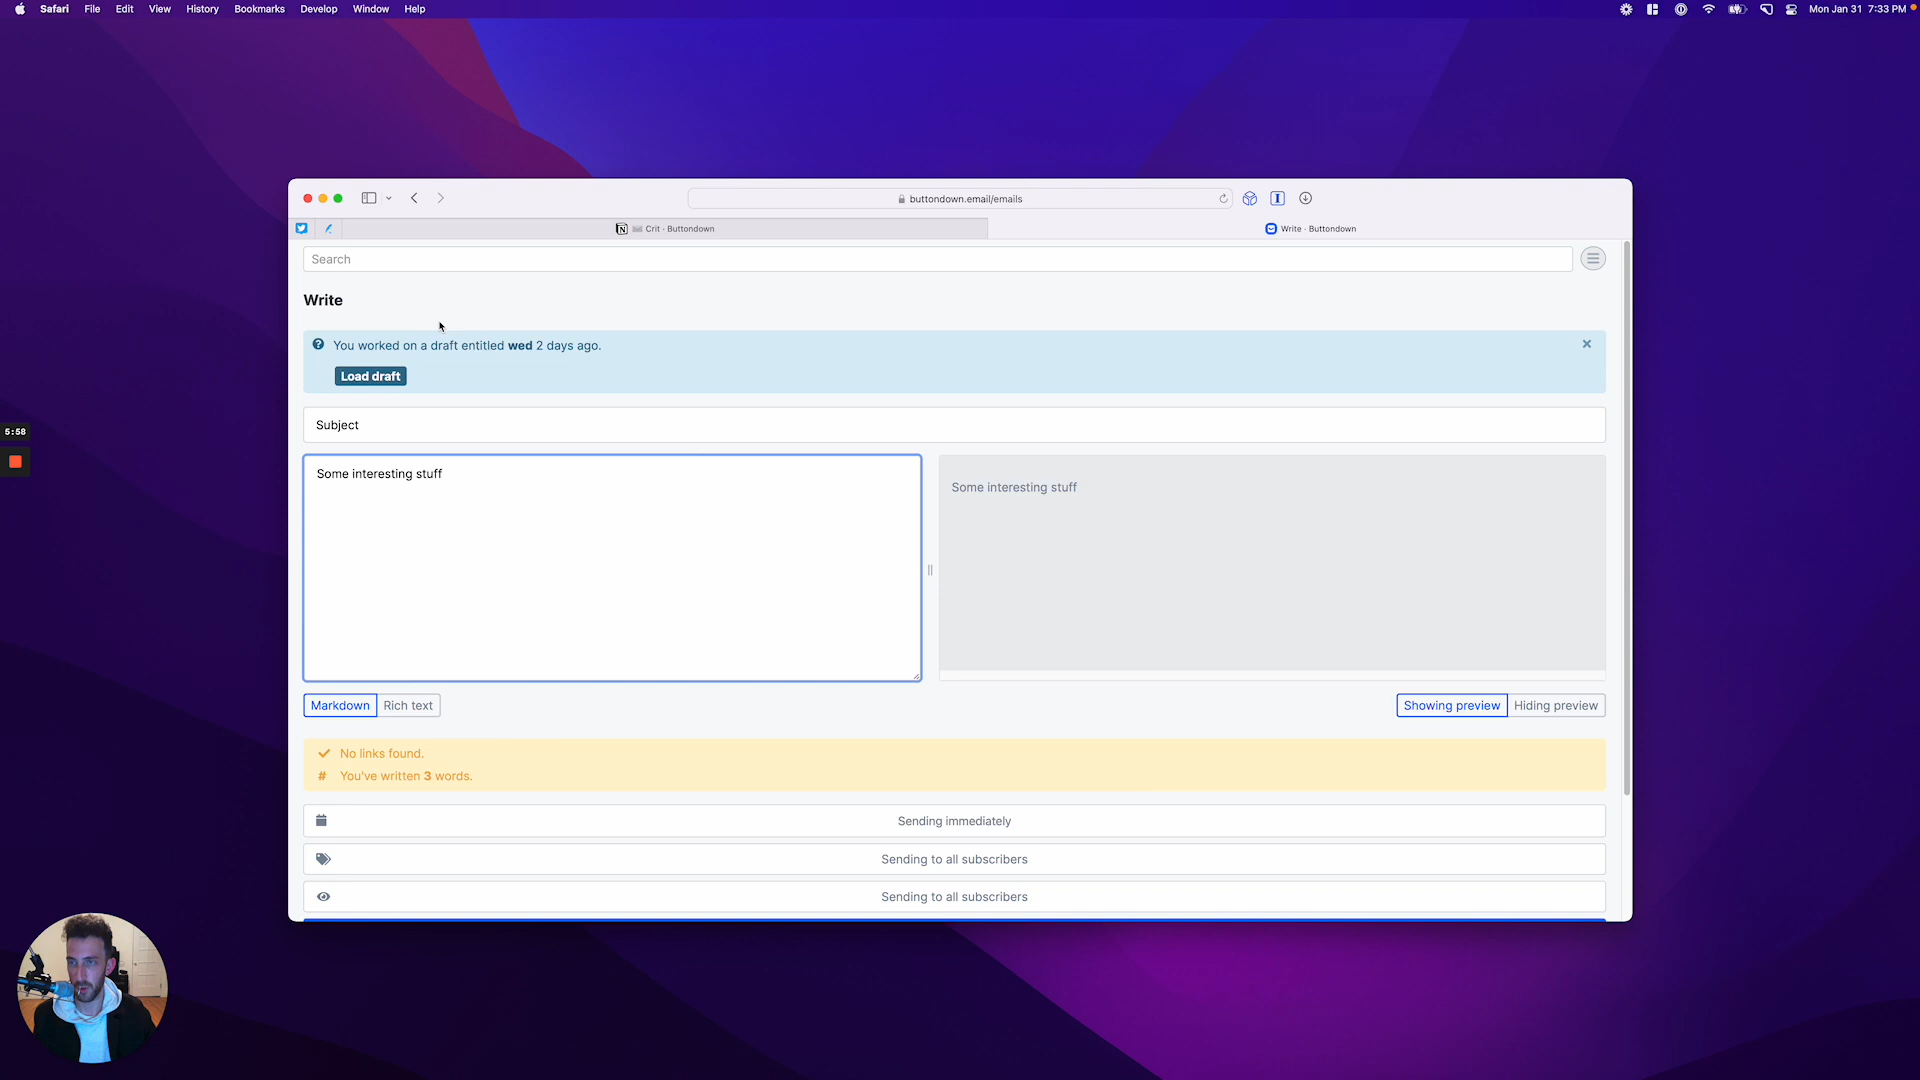 Safari File Edit View History Bookmarks Develop Window Help
Mon Jan 31 7:33 PM
buttondown.email/emails
Crit - Buttondown
Write - Buttondown
Search
Write
You worked on a draft entitled wed 2 days ago.
Load draft
Subject
5:58
Some interesting stuff
Some interesting stuff
Markdown Rich text
Showing preview Hiding preview
No links found.
# You've written 3 words.
Sending immediately
Sending to all subscribers
Sending to all subscribers